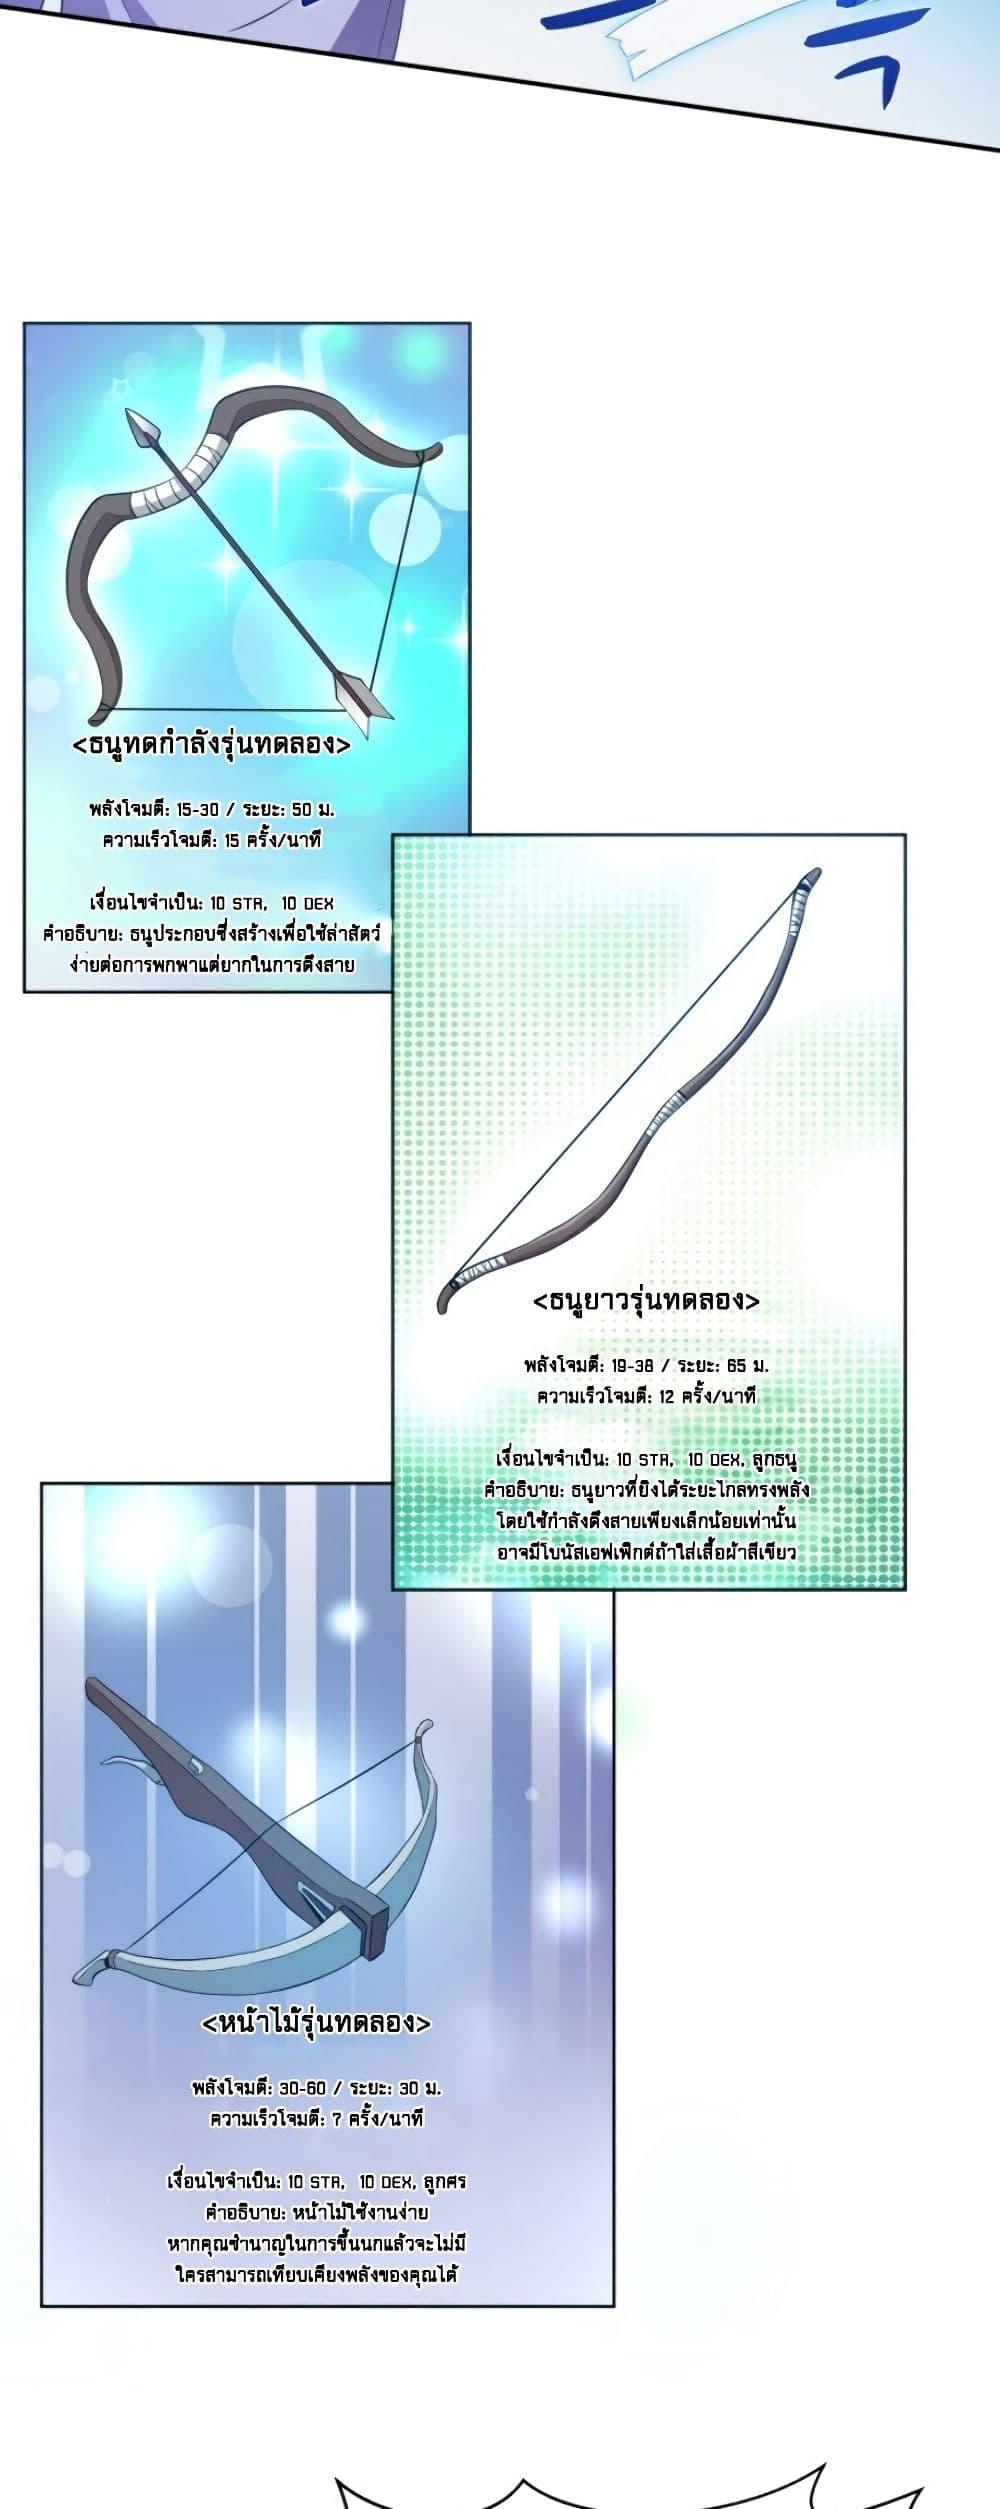 <ธนูทดกำลังรุ่นทดลอง>
พลังโจมตี: 15-30 / ระยะ: 50 ม.
ความเร็วโจมตี: 15 ครั้ง/นาที
เงื่อนไขจำเป็น: 10 STR, 10 DEX
คำอธิบาย: ธนูประกอบซึ่งสร้างเพื่อใช้ล่าสัตว์
ง่ายต่อการพกพาแต่ยากในการดึงสาย
<ธนูยาวรุ่นทดลอง>
พลังโจมตี: 19-38 / ระยะ: 65 ม.
ความเร็วโจมตี: 12 ครั้ง/นาที
เงื่อนไขจำเป็น: 10 STR, 10 DEX, ลูกธนู
คำอธิบาย: ธนูยาวที่ยิงได้ระยะไกลทรงพลัง
โดยใช้กำลังดึงสายเพียงเล็กน้อยเท่านั้น
อาจมีโบนัสเอฟเฟิกต์ถ้าใส่เสื้อผ้าสีเขียว
<หน้าไม้รุ่นทดลอง>
พลังโจมตี: 30-60 / ระยะ: 30 ม.
ความเร็วโจมตี: 7 ครั้ง/นาที
เงื่อนไขจำเป็น: 10 STR, 10 DEX, ลูกศร
คำอธิบาย: หน้าไม้ใช้งานง่าย
หากคุณชำนาญในการขึ้นนกแล้วจะไม่มี
ใครสามารถเทียบเคียงพลังของคุณได้